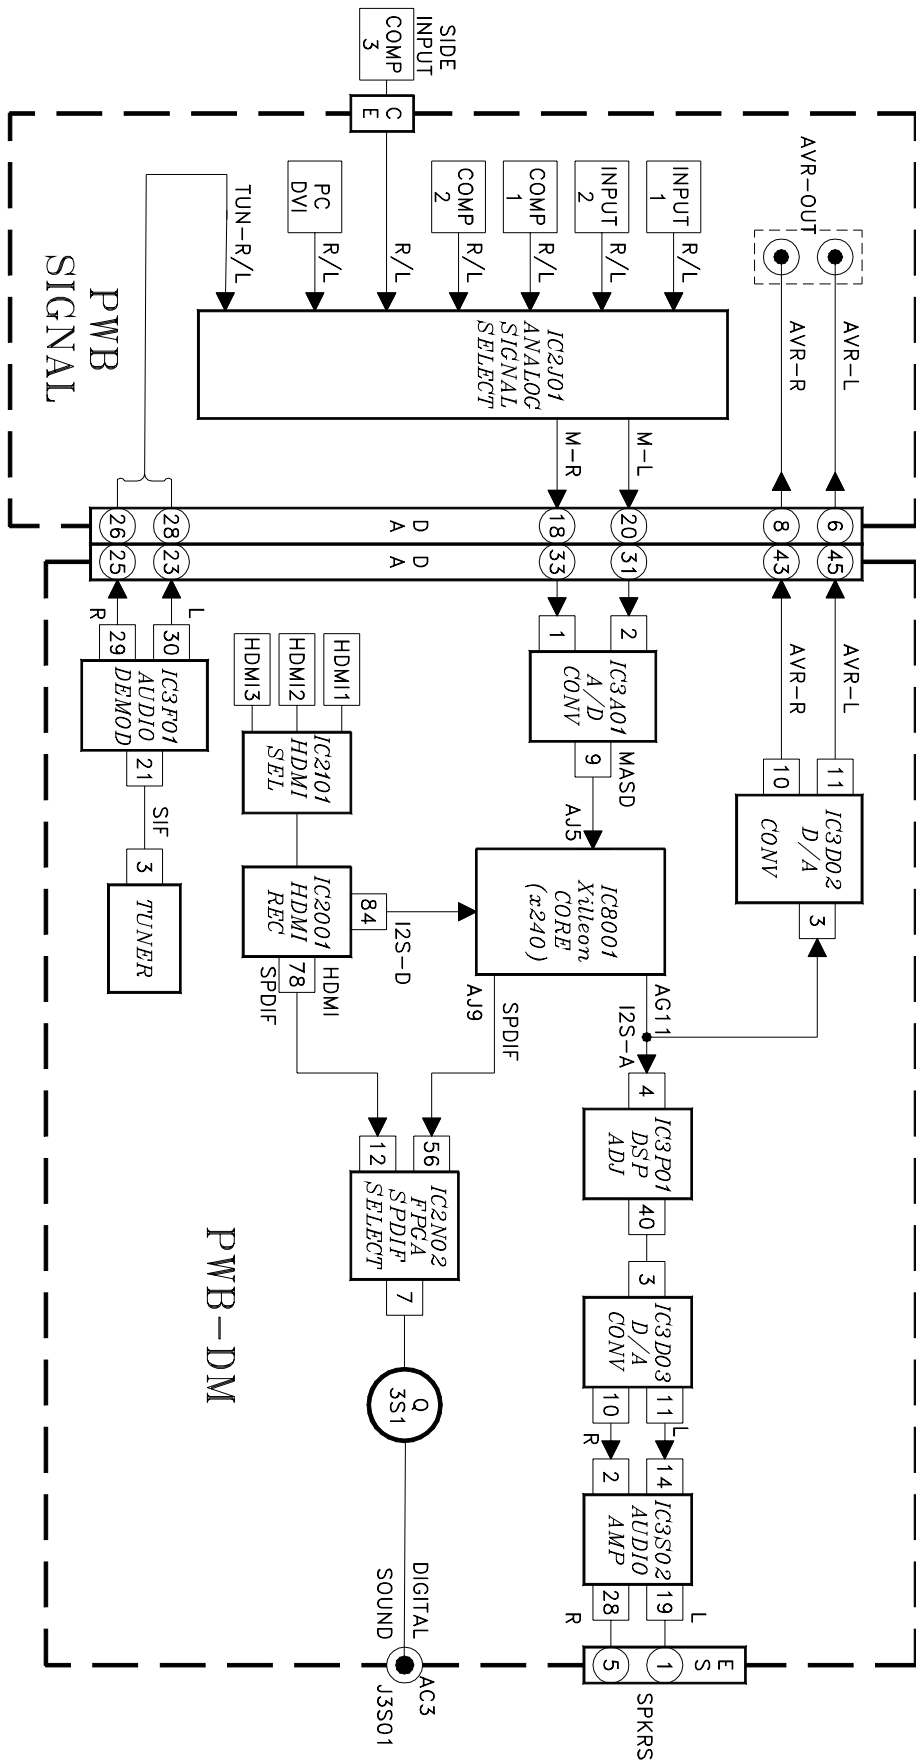 SIDE
INPUT
COMP
3
C
E
R/L
AVR-OUT
INPUT
1
R/L
INPUT
2
R/L
COMP
1
R/L
COMP
2
R/L
PC
DVI
R/L
TUN-R/L
PWB
SIGNAL
IC2J01
ANALOG
SIGNAL
SELECT
AVR-L
AVR-R
M-L
M-R
6
8
20
18
D
A
28
26
45
43
31
33
D
A
23
25
L
R
30
29
IC3F01
AUDIO
DEMOD
21
SIF
3
TUNER
HDMI1
HDMI2
HDMI3
IC2101
HDMI
SEL
IC2001
HDMI
REC
84
I2S-D
78
HDMI
SPDIF
2
1
IC3A01
A/D
CONV
9
MASD
AJ5
IC8001
Xilleon
CORE
(x240)
AVR-L
AVR-R
11
10
IC3D02
D/A
CONV
3
AG11
I2S-A
AJ9
SPDIF
4
IC3P01
DSP
ADJ
40
3
IC3D03
D/A
CONV
11
10
L
R
14
2
IC3S02
AUDIO
AMP
19
28
L
R
E
S
1
5
SPKRS
56
12
IC2N02
FPGA
SPDIF
SELECT
7
Q
3S1
DIGITAL
SOUND
AC3
J3S01
PWB-DM